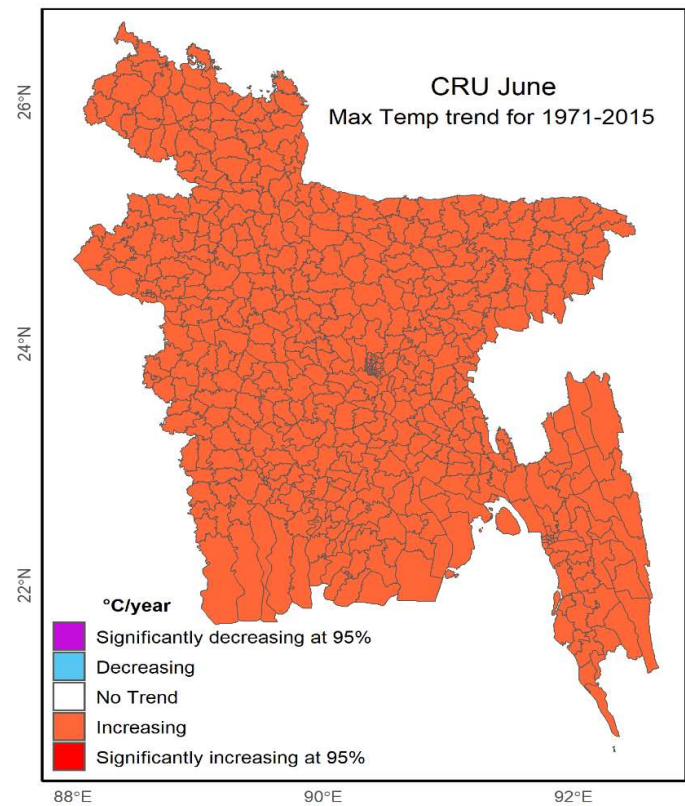 CRU June
Max Temp trend for 1971-2015
26°N
24°N
22°N
°C/year
Significantly decreasing at 95%
Decreasing
No Trend
Increasing
Significantly increasing at 95%
88°E
90°E
92°E